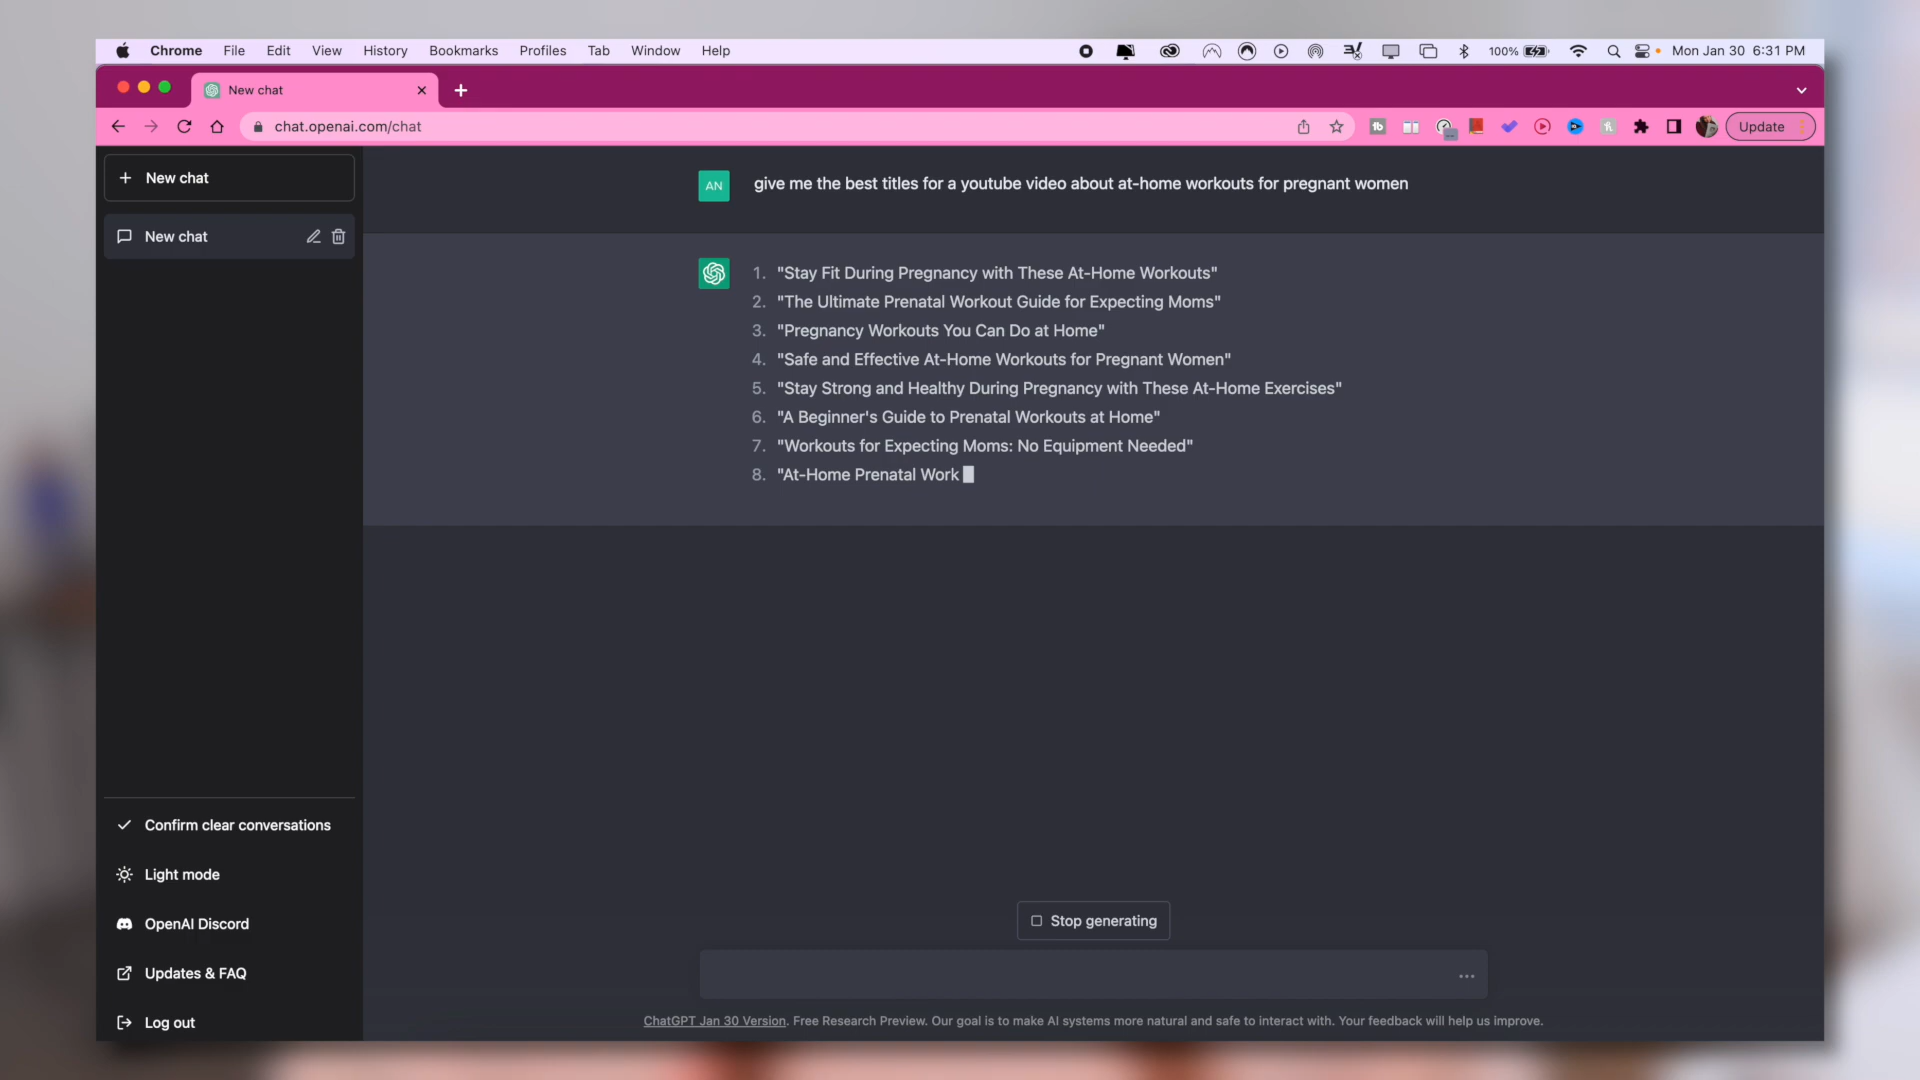 Chrome File Edit View History Bookmarks Profiles Tab Window Help 100% Mon Jan 30 6:31 PM
New chat
chat.openai.com/chat Update
New chat
New chat
AN give me the best titles for a youtube video about at-home workouts for pregnant women
1. "Stay Fit During Pregnancy with These At-Home Workouts"
2. "The Ultimate Prenatal Workout Guide for Expecting Moms"
3. "Pregnancy Workouts You Can Do at Home"
4. "Safe and Effective At-Home Workouts for Pregnant Women"
5. "Stay Strong and Healthy During Pregnancy with These At-Home Exercises"
6. "A Beginner's Guide to Prenatal Workouts at Home"
7. "Workouts for Expecting Moms: No Equipment Needed"
8. "At-Home Prenatal Work
Confirm clear conversations
Light mode
OpenAI Discord
Updates & FAQ
Log out
Stop generating
ChatGPT Jan 30 Version. Free Research Preview. Our goal is to make AI systems more natural and safe to interact with. Your feedback will help us improve.